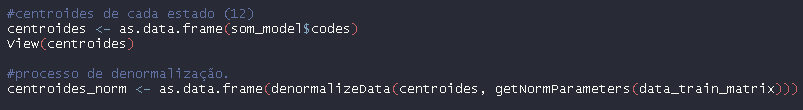 #centroides de cada estado (12)
centroides <- as.data.frame(som_model$codes)
View(centroides)
#processo de denormalização.
centroides_norm <- as.data.frame(denormalizeData(centroides, getNormParameters(data_train_matrix)))